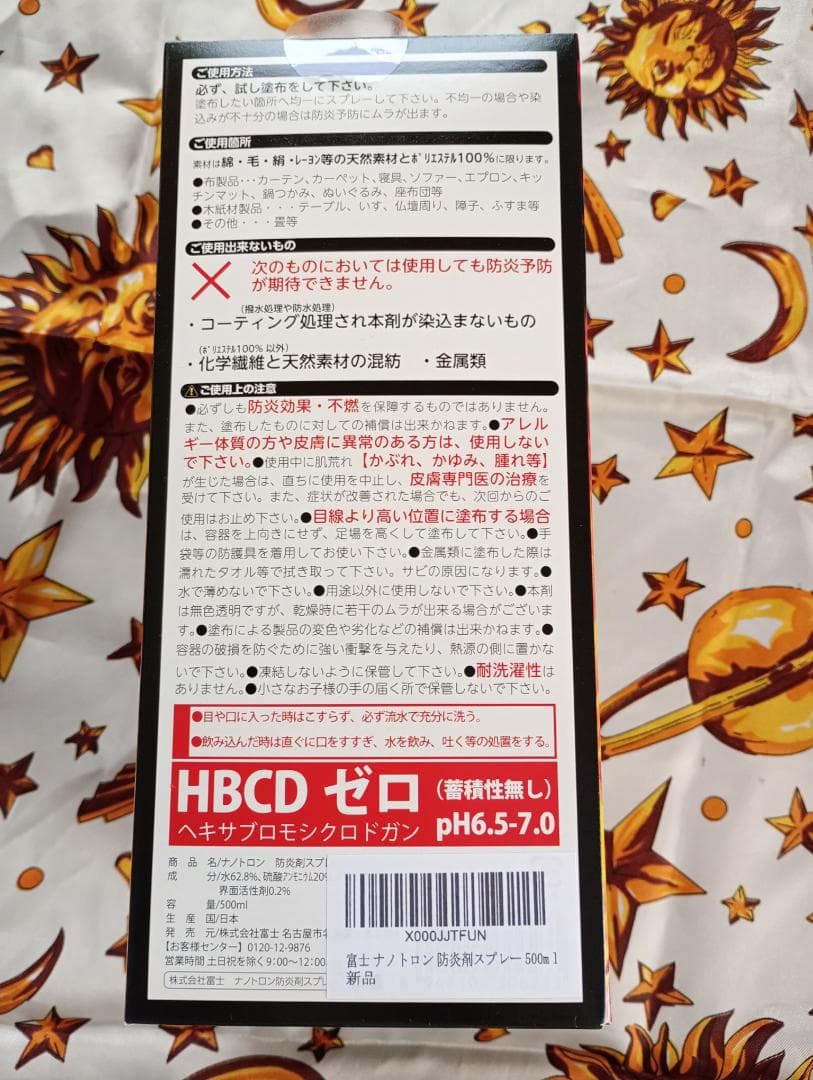 ご使用方法
必ず、試し塗布をして下さい。
塗布したい箇所へ均一にスプレーして下さい。不均一の場合や染
込みが不十分の場合は防炎予防にムラが出ます。
ご使用箇所
素材は綿・毛・絹・レーヨン等の天然素材とポリエステル100%に限ります。
●布製品･･･カーテン、カーペット、寝具、ソファー、エプロン、キッ
チンマット、鍋つかみ、ぬいぐるみ、座布団等
●木紙材製品・・・テーブル、いす、仏壇周り、障子、ふすま等
●その他・・・畳等
ご使用出来ないもの
次のものにおいては使用しても防炎予防
が期待できません。
(撥水処理や防水処理)
・コーティング処理され本剤が染込まないもの
(ポリエステル100% 以外)
・化学繊維と天然素材の混紡 ・金属類
ご使用上の注意
●必ずしも防炎効果・不燃を保障するものではありません。
また、塗布したものに対しての補償は出来かねます。●アレル
ギー体質の方や皮膚に異常のある方は、使用しない
で下さい。●使用中に肌荒れ【かぶれ、かゆみ、腫れ等】
が生じた場合は、直ちに使用を中止し、皮膚専門医の治療を
受けて下さい。また、症状が改善された場合でも、次回からのご
使用はお止め下さい。●目線より高い位置に塗布する場合
は、容器を上向きにせず、足場を高くして塗布して下さい。●手
袋等の防護具を着用してお使い下さい。●金属類に塗布した際は
濡れたタオル等で拭き取って下さい。サビの原因になります。●
水で薄めないで下さい。●用途以外に使用しないで下さい。●本剤
は無色透明ですが、乾燥時に若干のムラが出来る場合がございま
す。●塗布による製品の変色や劣化などの補償は出来かねます。●
容器の破損を防ぐために強い衝撃を与えたり、熱源の側に置かな
いで下さい。●凍結しないように保管して下さい。●耐洗濯性は
ありません。●小さなお子様の手の届く所で保管しないで下さい。
●目や口に入った時はこすらず、必ず流水で充分に洗う。
●飲み込んだ時は直ぐに口をすすぎ、水を飲み、吐く等の処置をする。
HBCD ゼロ (蓄積性無し)
ヘキサブロモシクロドガン pH6.5-7.0
商品名/ナノトロン 防炎剤スプレ
成分/水62.8%、硫酸アンモニウム20%
界面活性剤0.2%
容量/500ml
生産国/日本
発売元/株式会社富士 名古屋市
【お客様センター】 0120-12-9876
営業時間 土日祝を除く9:00～12:00
株式会社富士 ナノトロン防炎剤スプレ
X000JJTFUN
富士 ナノトロン 防炎剤スプレー 500ml
新品